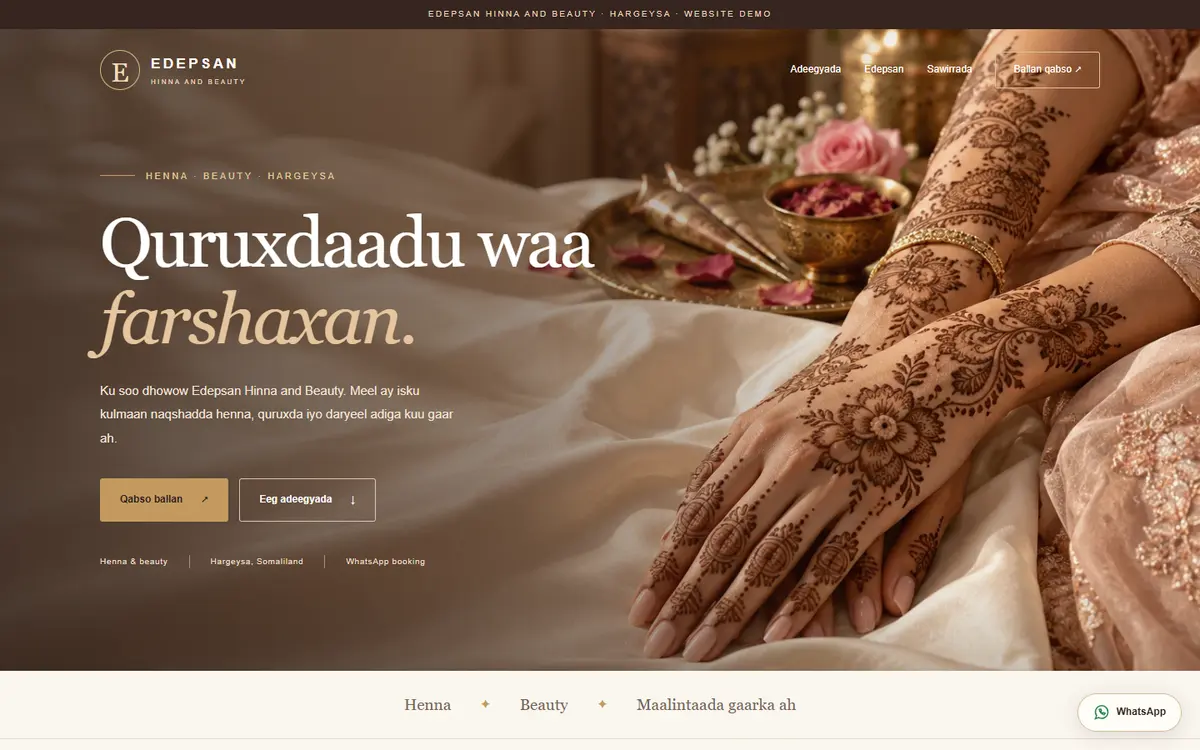 EDEPSAN HINNA AND BEAUTY · HARGEYSA · WEBSITE DEMO
E
EDEPSAN
HINNA AND BEAUTY
Adeegyada Edepsan Sawirrada Ballan qabso ↗
HENNA · BEAUTY · HARGEYSA
Quruxdaadu waa
farshaxan.
Ku soo dhowow Edepsan Hinna and Beauty. Meel ay isku
kulmaan naqshadda henna, quruxda iyo daryeel adiga kuu gaar
ah.
Qabso ballan ↗ Eeg adeegyada ↓
Henna & beauty Hargeysa, Somaliland WhatsApp booking
Henna ✦ Beauty ✦ Maalintaada gaarka ah
WhatsApp